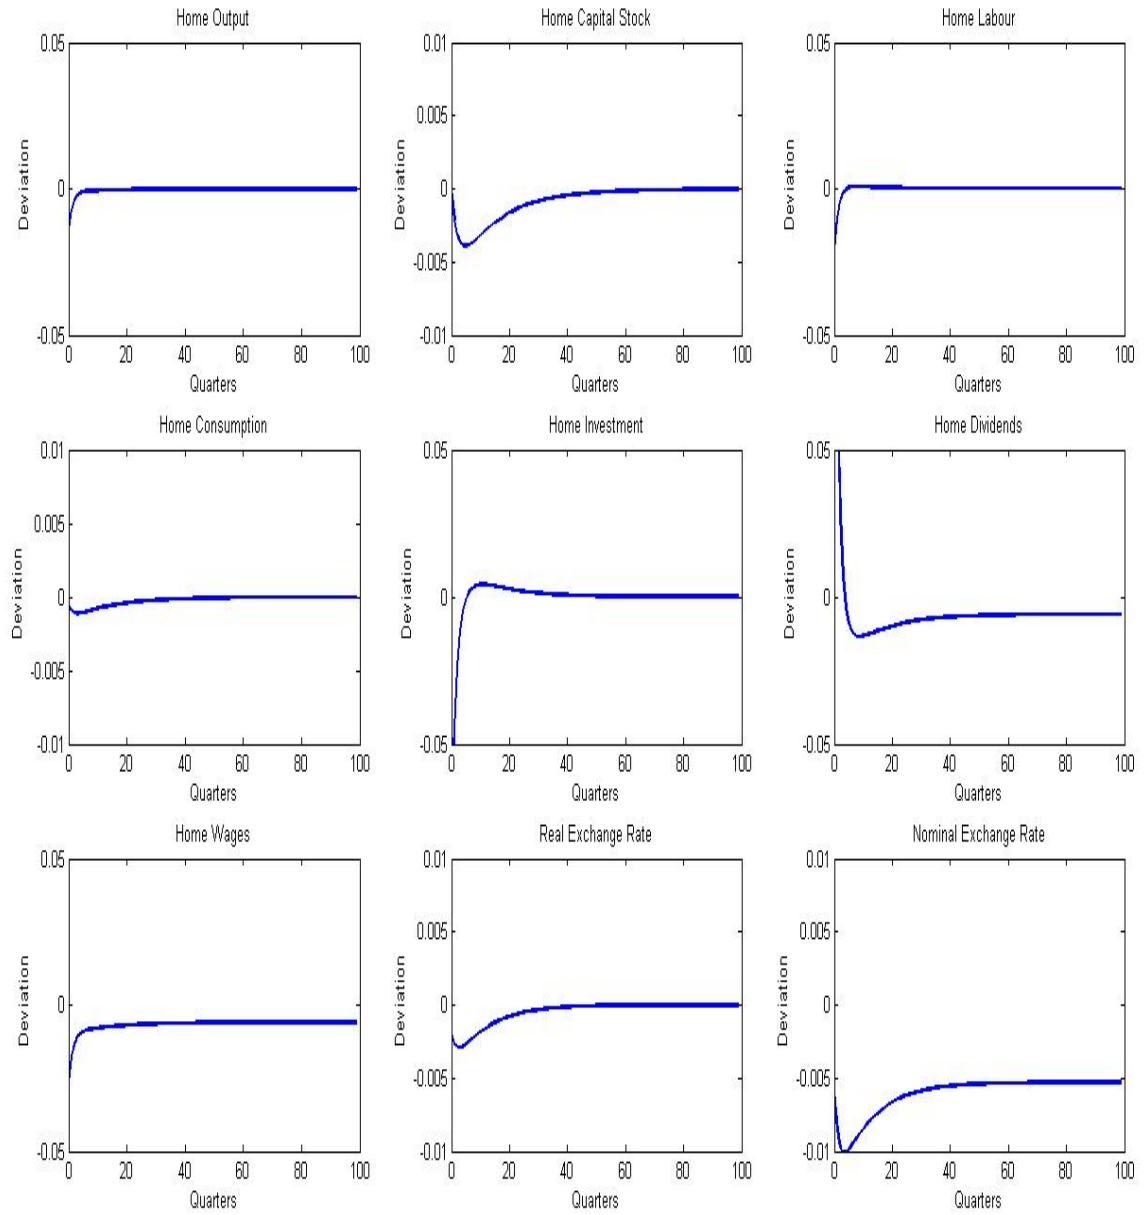 Home Output
Home Capital Stock
Home Labour
0.05
0
-0.05
Deviation
0 20 40 60 80 100
Quarters
0.01
0.005
0
-0.005
-0.01
Deviation
0 20 40 60 80 100
Quarters
0.05
0
-0.05
Deviation
0 20 40 60 80 100
Quarters
Home Consumption
Home Investment
Home Dividends
0.01
0.005
0
-0.005
-0.01
Deviation
0 20 40 60 80 100
Quarters
0.05
0
-0.05
Deviation
0 20 40 60 80 100
Quarters
0.05
0
-0.05
Deviation
0 20 40 60 80 100
Quarters
Home Wages
Real Exchange Rate
Nominal Exchange Rate
0.05
0
-0.05
Deviation
0 20 40 60 80 100
Quarters
0.01
0.005
0
-0.005
-0.01
Deviation
0 20 40 60 80 100
Quarters
0.01
0.005
0
-0.005
-0.01
Deviation
0 20 40 60 80 100
Quarters